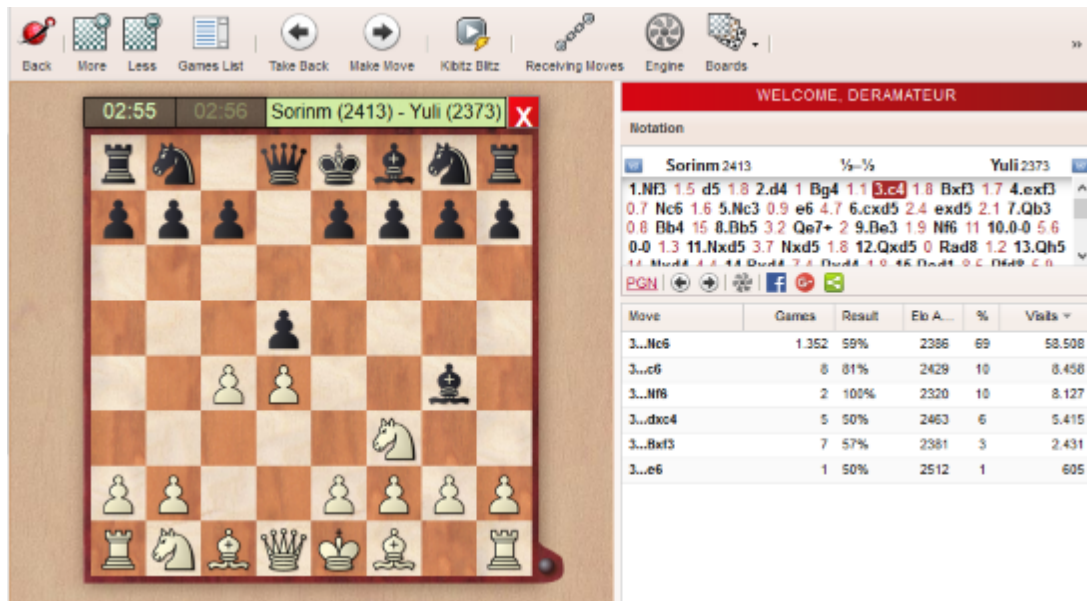 Back More Less Games List Take Back Make Move Kibitz Blitz Receiving Moves Engine Boards »
02:55 02:56 Sorinm (2413) - Yuli (2373) X
WELCOME, DERAMATEUR
Notation
Sorinm 2413 ½–½ Yuli 2373
1.Nf3 1.5 d5 1.8 2.d4 1 Bg4 1.1 3.c4 1.8 Bxf3 1.7 4.exf3
0.7 Nc6 1.6 5.Nc3 0.9 e6 4.7 6.cxd5 2.4 exd5 2.1 7.Qb3
0.8 Bb4 15 8.Bb5 3.2 Qe7+ 2 9.Be3 1.9 Nf6 11 10.0-0 5.6
0-0 1.3 11.Nxd5 3.7 Nxd5 1.8 12.Qxd5 0 Rad8 1.2 13.Qh5
PGN f G+
Move Games Result Elo A... % Visits
3...Nc6 1.352 59% 2386 69 58.508
3...c6 8 81% 2429 10 8.458
3...Nf6 2 100% 2320 10 8.127
3...dxc4 5 50% 2463 6 5.415
3...Bxf3 7 57% 2381 3 2.431
3...e6 1 50% 2512 1 605